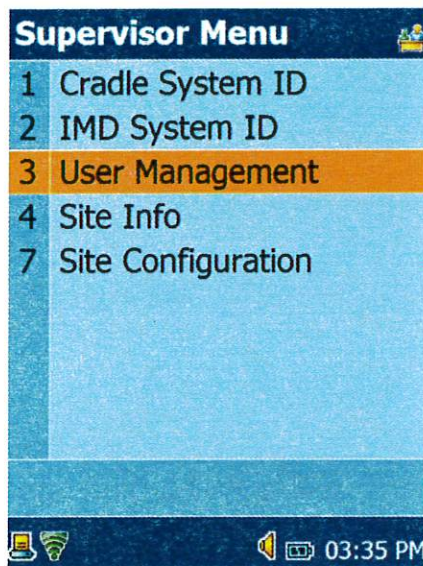 Supervisor Menu
1 Cradle System ID
2 IMD System ID
3 User Management
4 Site Info
7 Site Configuration
03:35 PM